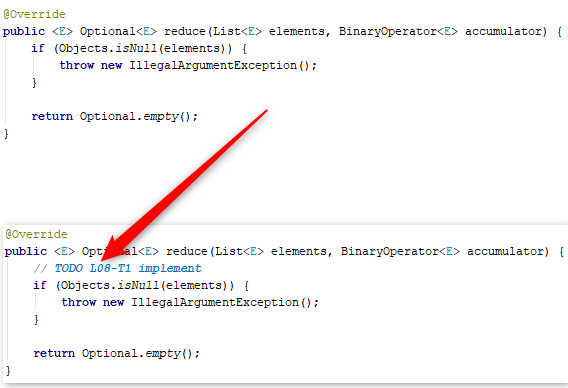 @Override
public <E> Optional<E> reduce(List<E> elements, BinaryOperator<E> accumulator) {
if (Objects.isNull(elements)) {
throw new IllegalArgumentException();
}
return Optional.empty();
}
@Override
public <E> Optional<E> reduce(List<E> elements, BinaryOperator<E> accumulator) {
// TODO L08-T1 implement
if (Objects.isNull(elements)) {
throw new IllegalArgumentException();
}
return Optional.empty();
}